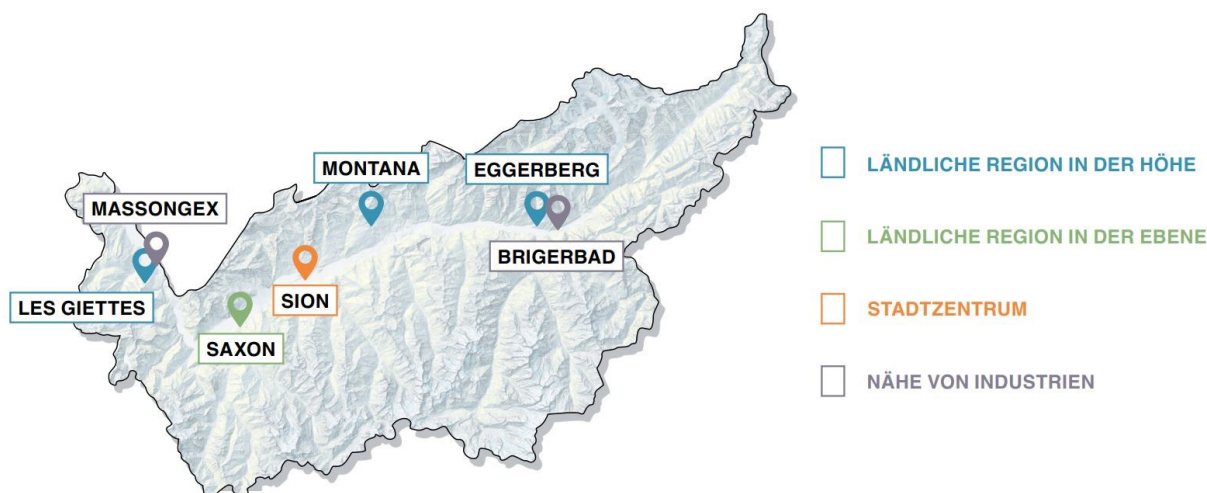 MONTANA
EGGERBERG
MASSONGEX
BRIGERBAD
LES GIETTES
SION
SAXON
LÄNDLICHE REGION IN DER HÖHE
LÄNDLICHE REGION IN DER EBENE
STADTZENTRUM
NÄHE VON INDUSTRIEN